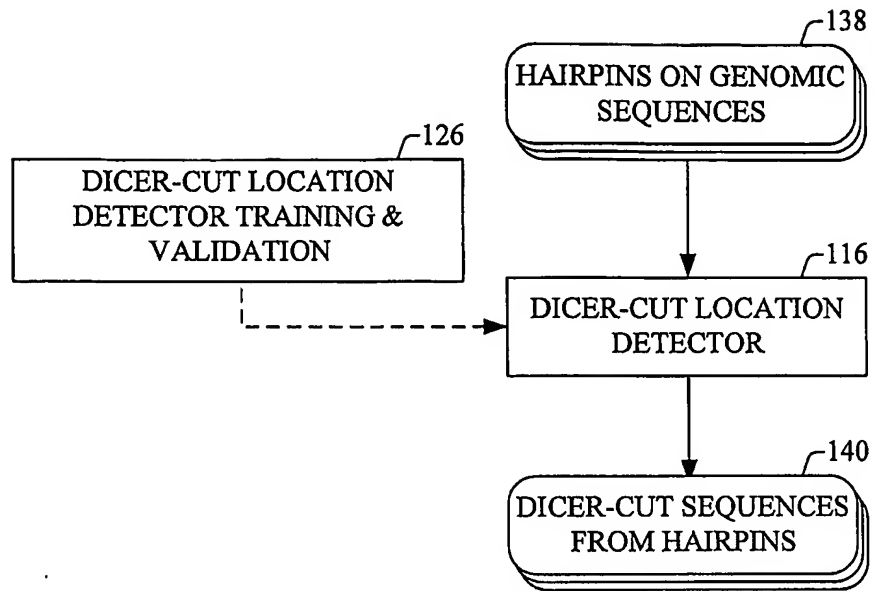 138
HAIRPINS ON GENOMIC
SEQUENCES
126
DICER-CUT LOCATION
DETECTOR TRAINING &
VALIDATION
116
DICER-CUT LOCATION
DETECTOR
140
DICER-CUT SEQUENCES
FROM HAIRPINS